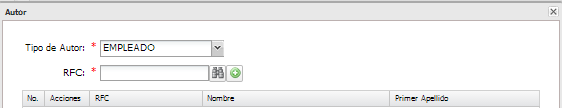 Autor
Tipo de Autor: * EMPLEADO
RFC: *
No. Acciones RFC Nombre Primer Apellido